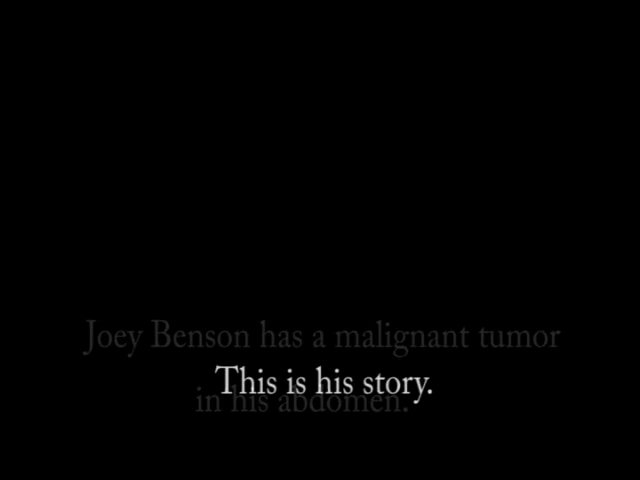 Joey Benson has a malignant tumor
This is his story.
in his abdomen.